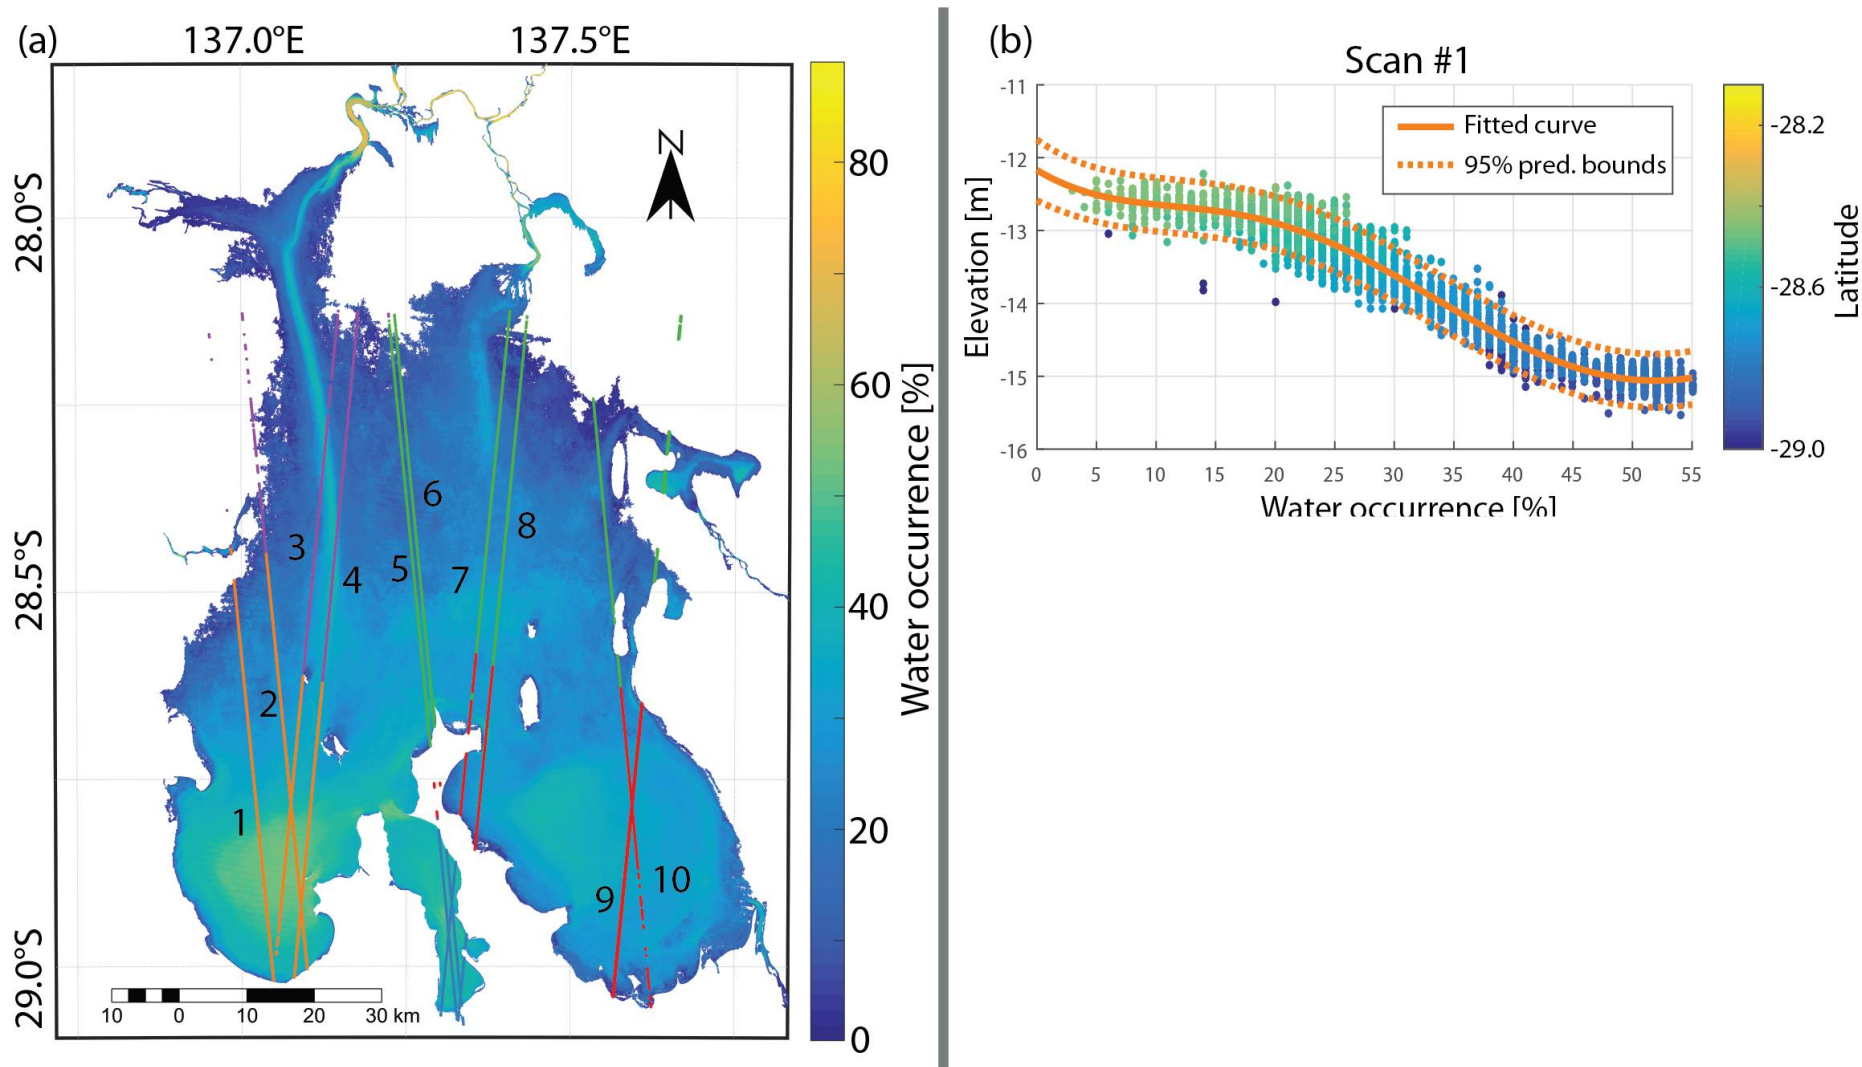 (a)
137.0°E 137.5°E
N
28.0°S
28.5°S
29.0°S
1
2
3
4
5
6
7
8
9
10
10 0 10 20 30 km
80
60
40
20
0
Water occurrence [%]
(b)
Scan #1
Fitted curve
95% pred. bounds
Elevation [m]
-11
-12
-13
-14
-15
-16
0 5 10 15 20 25 30 35 40 45 50 55
Water occurrence [%]
-28.2
-28.6
-29.0
Latitude